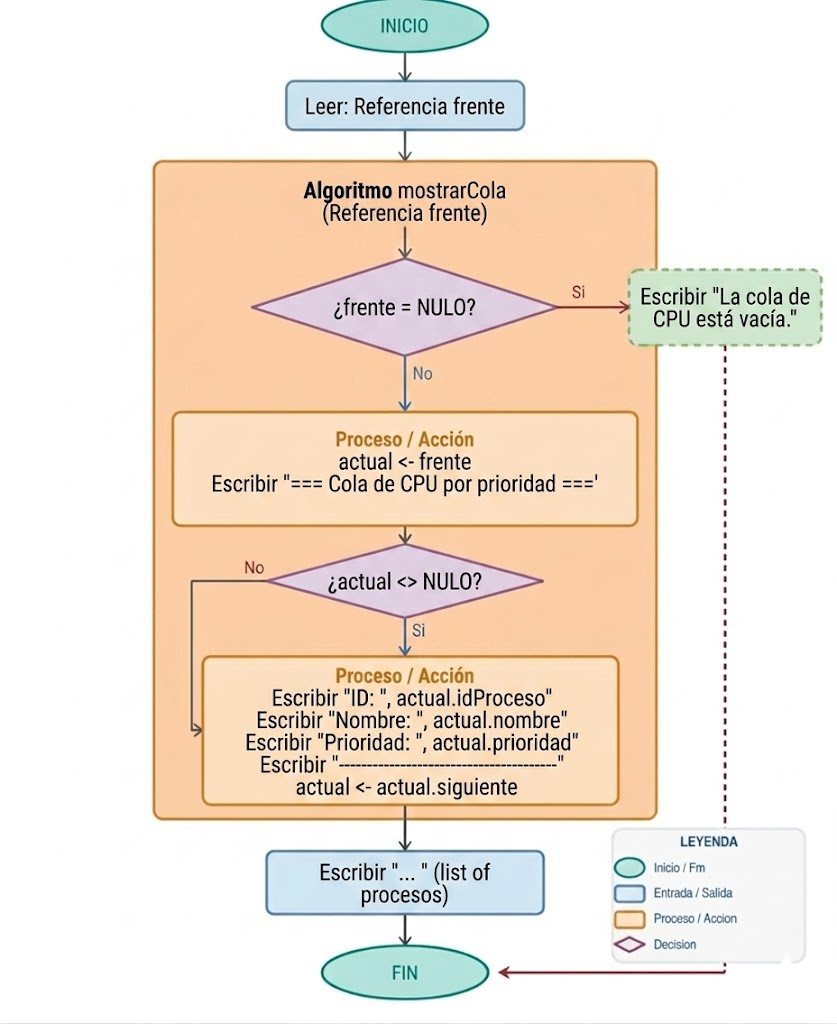 INICIO
Leer: Referencia frente
Algoritmo mostrarCola
(Referencia frente)
¿frente = NULO?
Si
Escribir "La cola de
CPU está vacía."
No
Proceso / Acción
actual <- frente
Escribir "=== Cola de CPU por prioridad ==='
No
¿actual <> NULO?
Si
Proceso / Acción
Escribir "ID: ", actual.idProceso"
Escribir "Nombre: ", actual.nombre"
Escribir "Prioridad: ", actual.prioridad"
Escribir "---------------------------------------"
actual <- actual.siguiente
Escribir "... " (list of
procesos)
FIN
LEYENDA
Inicio / Fm
Entrada / Salida
Proceso / Accion
Decision